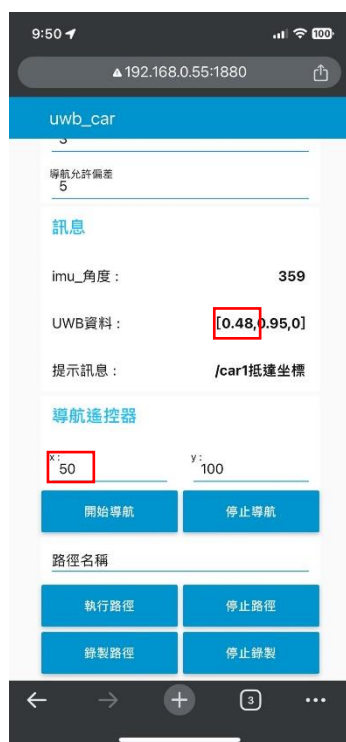 9:50
100
192.168.0.55:1880
uwb_car
3
導航允許偏差
5
訊息
imu_角度 : 359
UWB資料 : [0.48,0.95,0]
提示訊息 : /car1抵達坐標
導航遙控器
x : y :
50 100
開始導航 停止導航
路徑名稱
執行路徑 停止路徑
錄製路徑 停止錄製
3